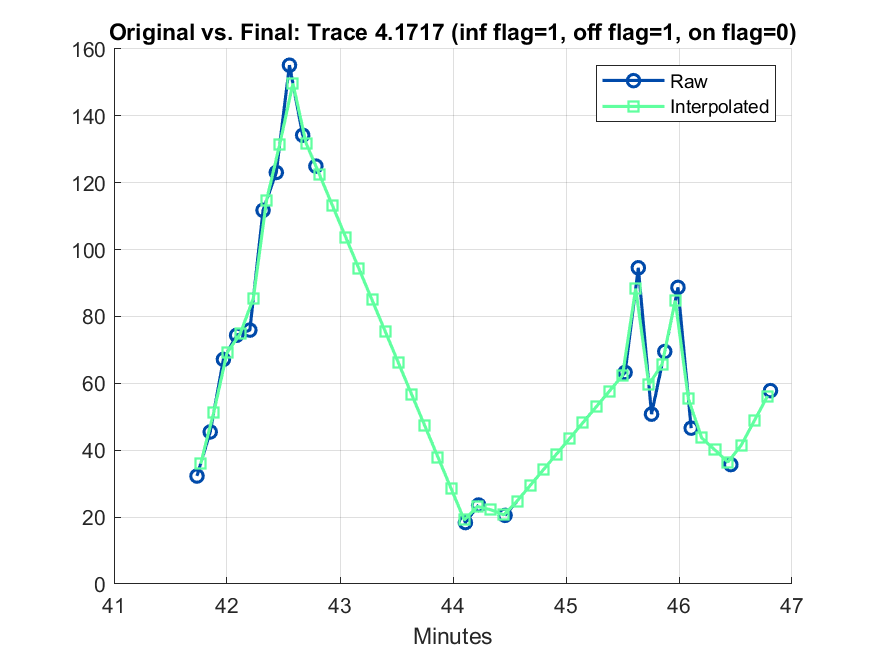 Original vs. Final: Trace 4.1717 (inf flag=1, off flag=1, on flag=0)
160
140
120
100
80
60
40
20
0
Raw
Interpolated
41 42 43 44 45 46 47
Minutes